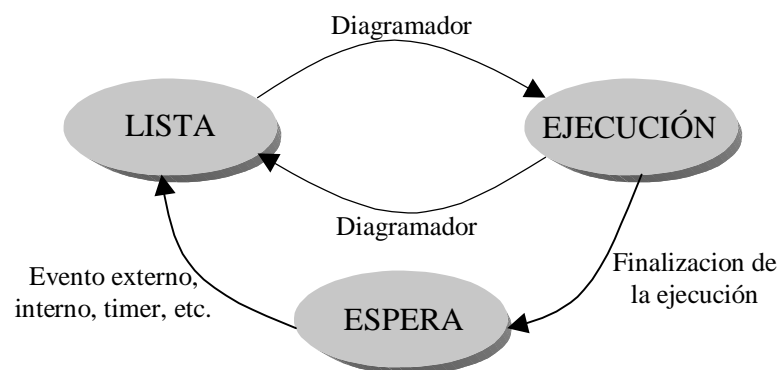 Diagramador
LISTA
EJECUCIÓN
Diagramador
Evento externo,
interno, timer, etc.
Finalizacion de
la ejecución
ESPERA